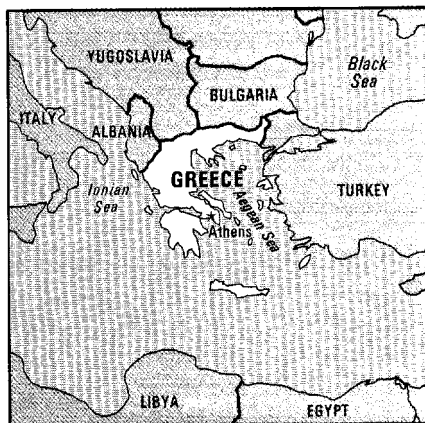 YUGOSLAVIA
Black
Sea
BULGARIA
ITALY
ALBANIA
GREECE
TURKEY
Ionian
Sea
Aegean Sea
Athens
LIBYA
EGYPT